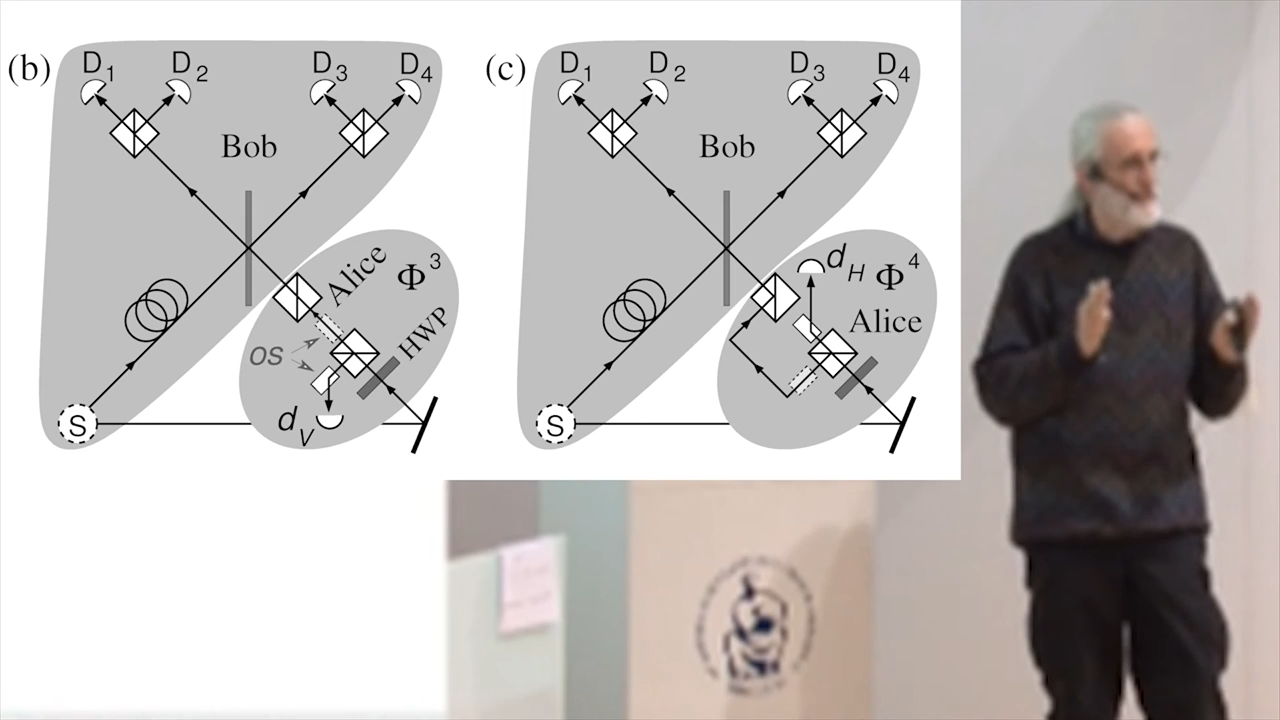 (b)
D1 D2 D3 D4
Bob
Alice
Φ3
OS
HWP
S
dV
(c)
D1 D2 D3 D4
Bob
dH Φ4
Alice
S